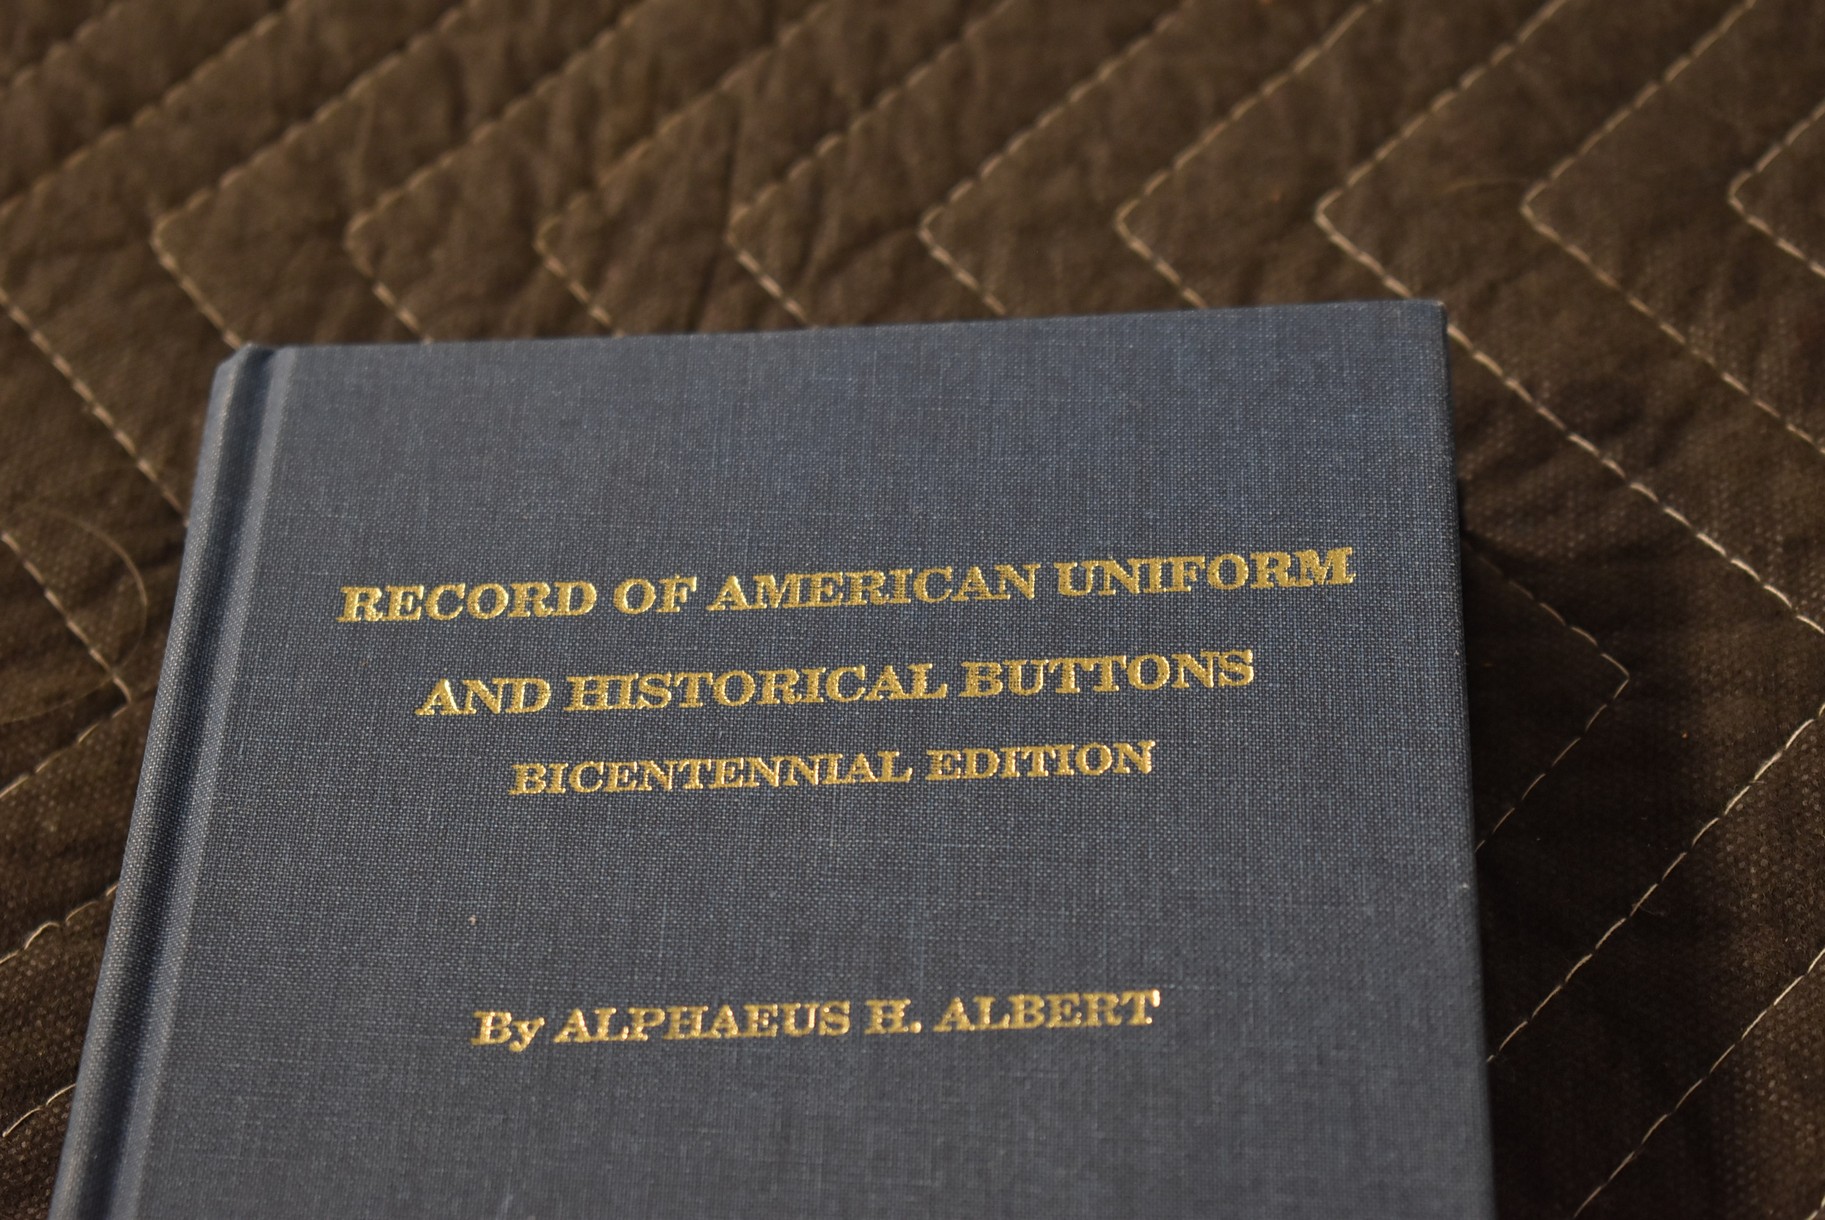 RECORD OF AMERICAN UNIFORM
AND HISTORICAL BUTTONS
BICENTENNIAL EDITION
By ALPHAEUS H. ALBERT